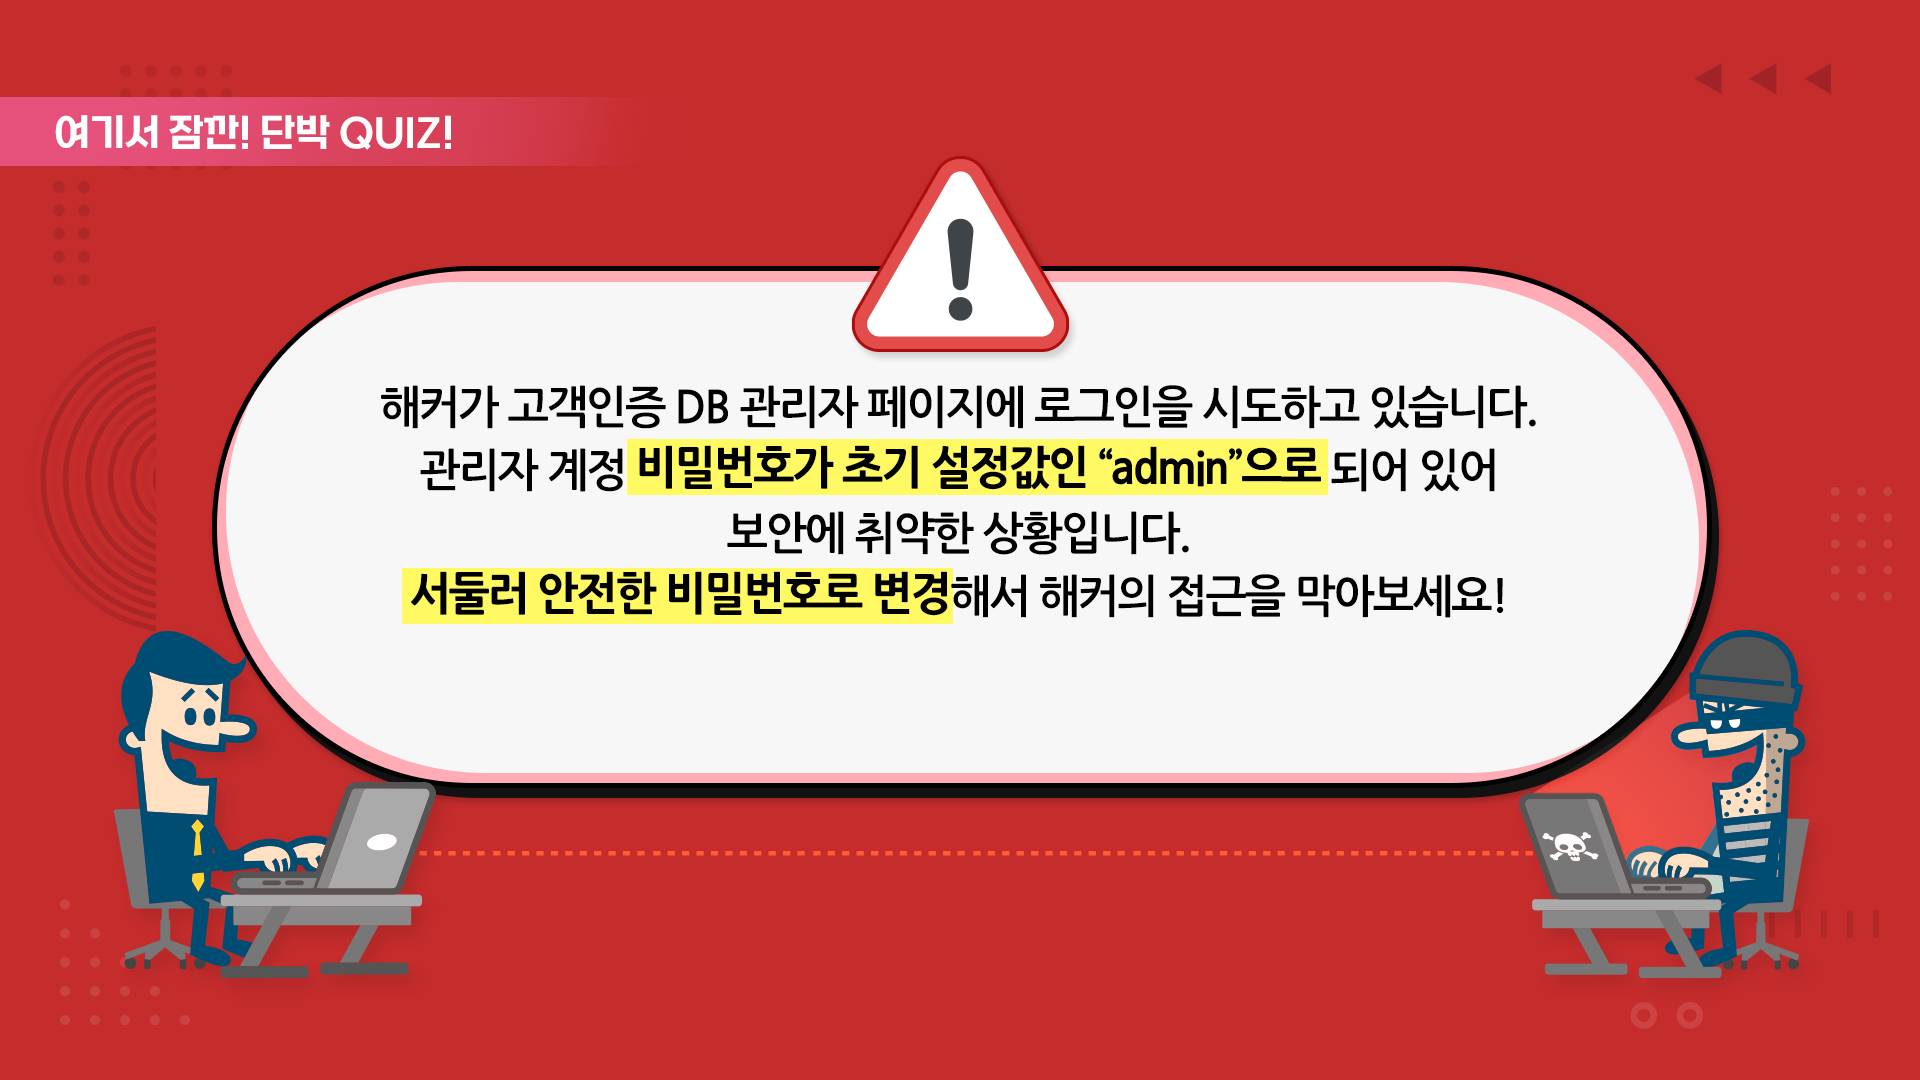 여기서 잠깐! 단박 QUIZ!
해커가 고객인증 DB 관리자 페이지에 로그인을 시도하고 있습니다.
관리자 계정 비밀번호가 초기 설정값인 “admin”으로 되어 있어
보안에 취약한 상황입니다.
서둘러 안전한 비밀번호로 변경해서 해커의 접근을 막아보세요!